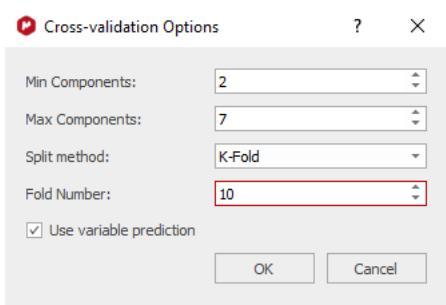 Cross-validation Options ?
Min Components: 2
Max Components: 7
Split method: K-Fold
Fold Number: 10
Use variable prediction
OK Cancel